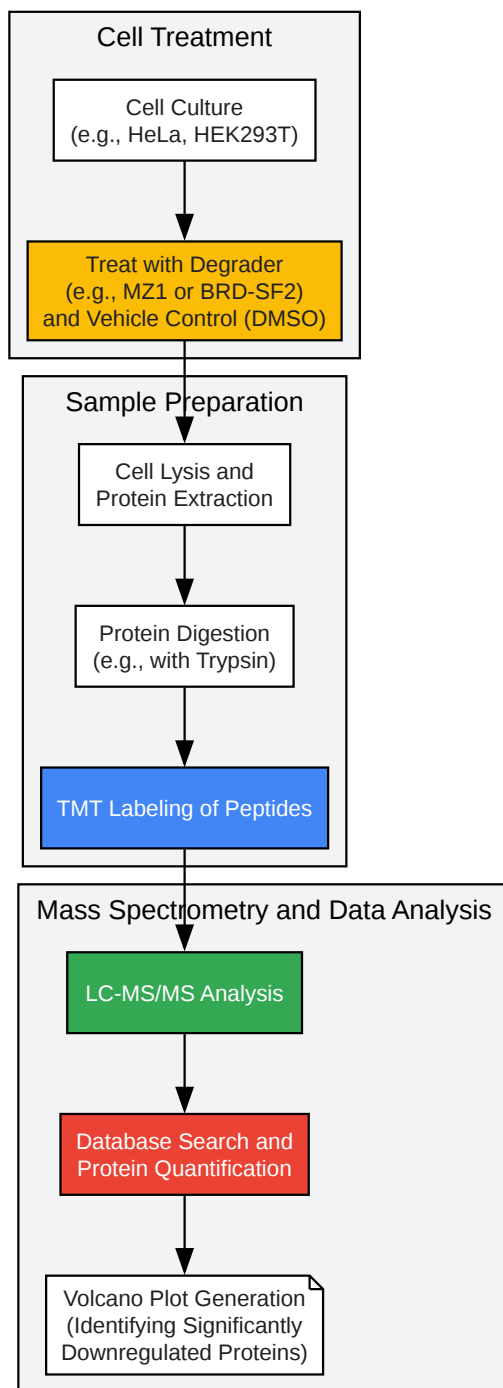 Cell Treatment
Cell Culture
(e.g., HeLa, HEK293T)
Treat with Degrader
(e.g., MZ1 or BRD-SF2)
and Vehicle Control (DMSO)
Sample Preparation
Cell Lysis and
Protein Extraction
Protein Digestion
(e.g., with Trypsin)
TMT Labeling of Peptides
Mass Spectrometry and Data Analysis
LC-MS/MS Analysis
Database Search and
Protein Quantification
Volcano Plot Generation
(Identifying Significantly
Downregulated Proteins)